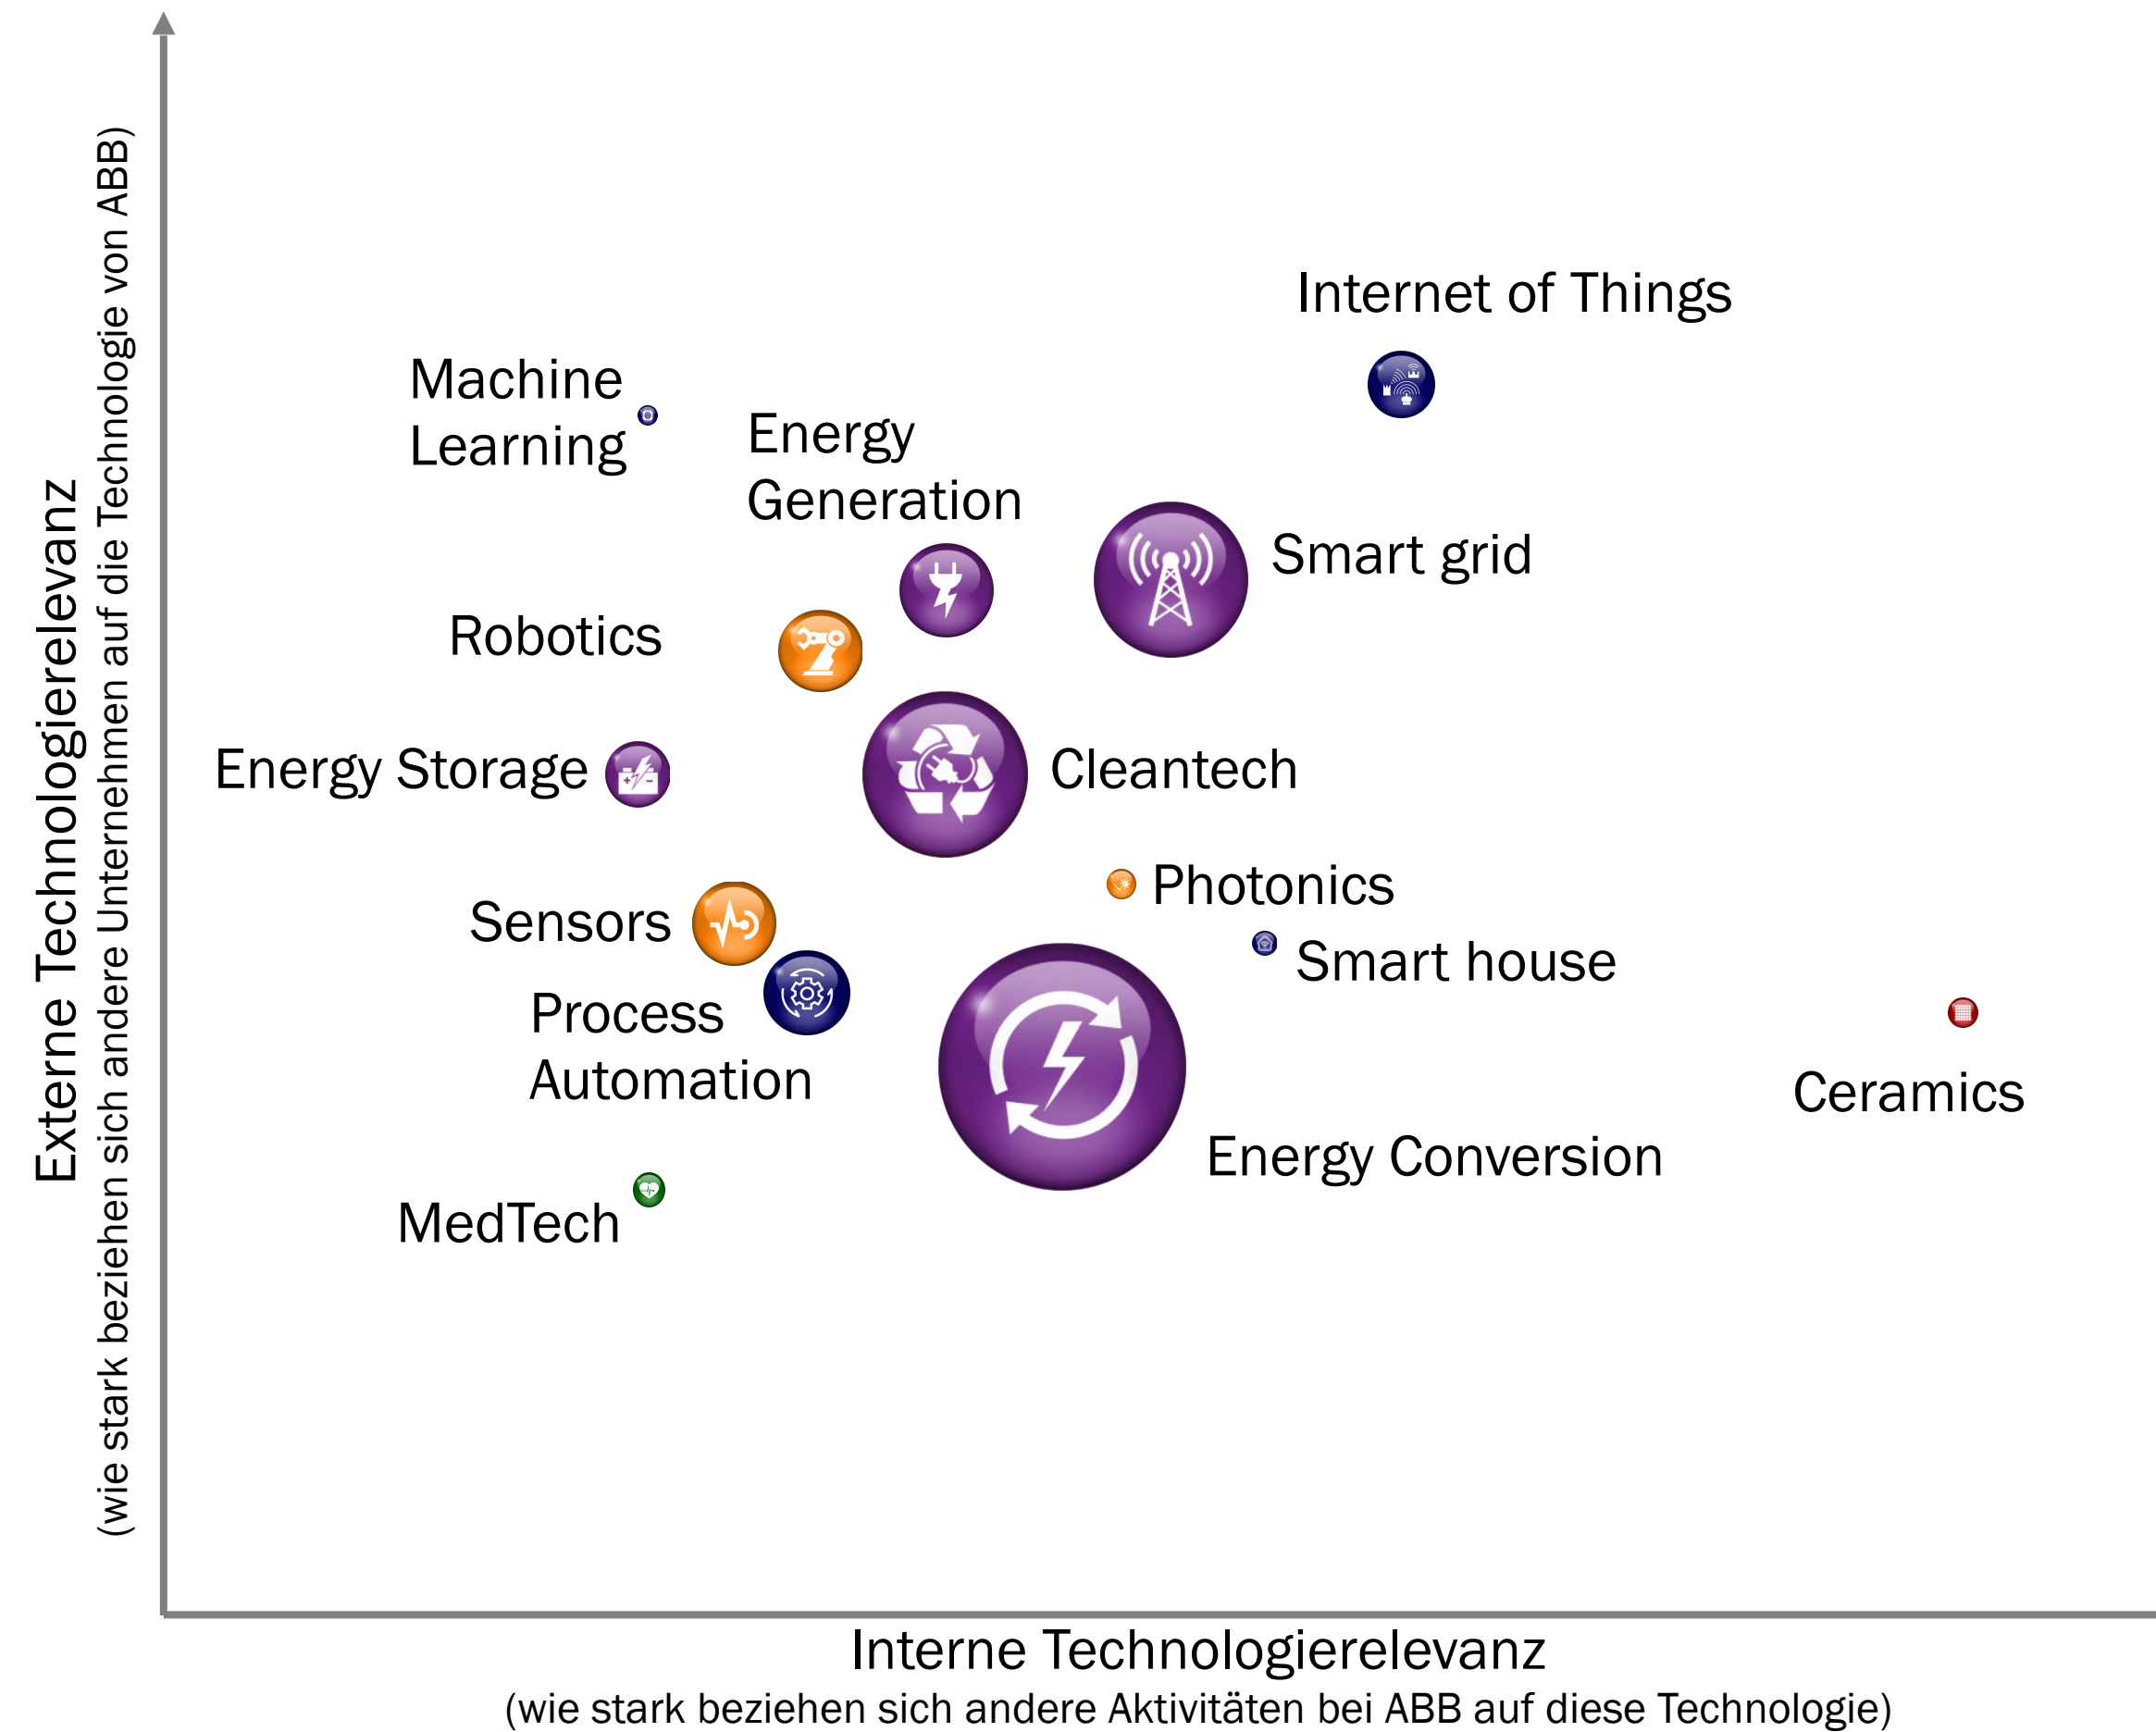 Externe Technologierelevanz
(wie stark beziehen sich andere Unternehmen auf die Technologie von ABB)
Internet of Things
Machine
Learning
Energy
Generation
Smart grid
Robotics
Energy Storage
Cleantech
Photonics
Sensors
Smart house
Process
Automation
Ceramics
Energy Conversion
MedTech
Interne Technologierelevanz
(wie stark beziehen sich andere Aktivitäten bei ABB auf diese Technologie)